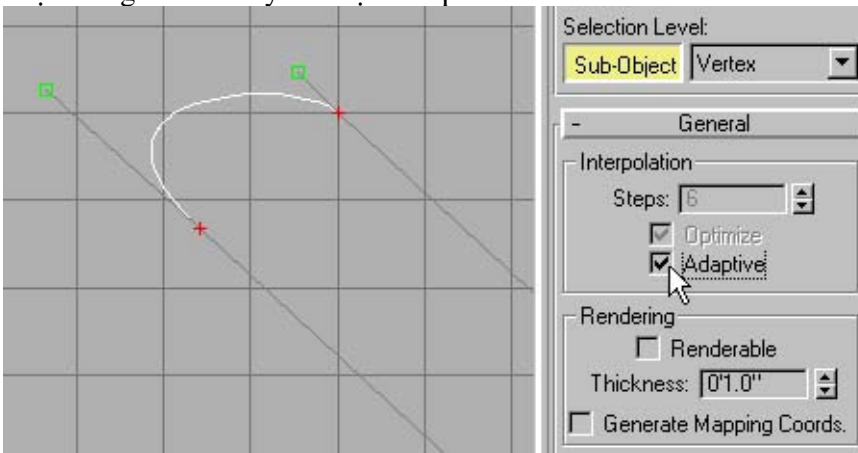 Selection Level:
Sub-Object Vertex
- General
Interpolation
Steps: 6
Optimize
Adaptive
Rendering
Renderable
Thickness: 0'1.0"
Generate Mapping Coords.